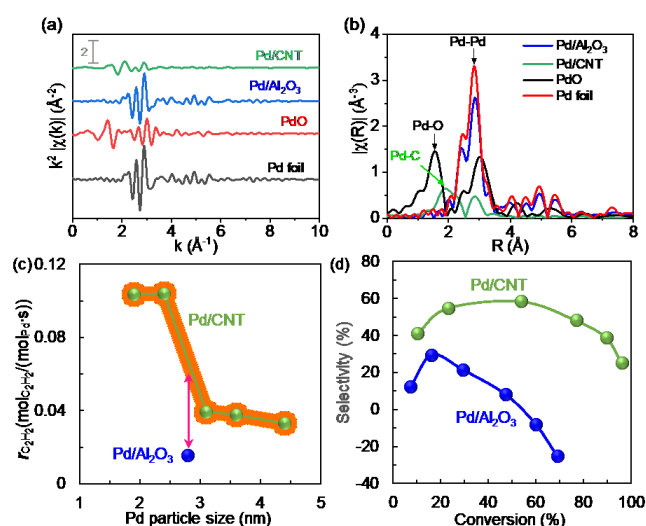 (a)
2
Pd/CNT
Pd/Al₂O₃
PdO
Pd foil
k² |χ(k)| (Å⁻²)
0 2 4 6 8 10
k (Å⁻¹)
(b)
Pd-Pd
Pd/Al₂O₃
Pd/CNT
PdO
Pd foil
Pd-O
Pd-C
|χ(R)| (Å⁻³)
4
3
2
1
0
0 2 4 6 8
R (Å)
(c)
0.12
0.08
0.04
0.00
r_C₂H₂(mol_C₂H₂/(mol_Pd·s))
Pd/CNT
Pd/Al₂O₃
1 2 3 4 5
Pd particle size (nm)
(d)
80
60
40
20
0
-20
-40
Selectivity (%)
Pd/CNT
Pd/Al₂O₃
0 20 40 60 80 100
Conversion (%)